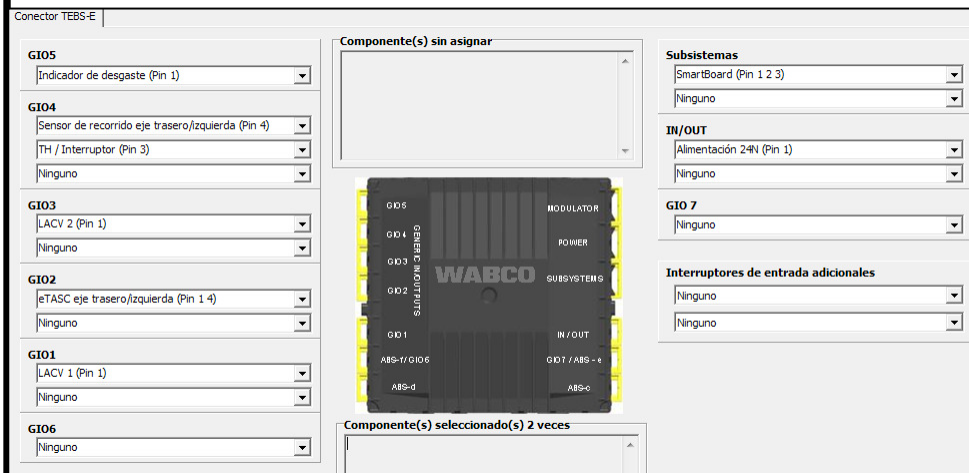 Conector TEBS-E
GIO5
Indicador de desgaste (Pin 1)
GIO4
Sensor de recorrido eje trasero/izquierda (Pin 4)
TH / Interruptor (Pin 3)
Ninguno
GIO3
LACV 2 (Pin 1)
Ninguno
GIO2
eTASC eje trasero/izquierda (Pin 1 4)
Ninguno
GIO1
LACV 1 (Pin 1)
Ninguno
GIO6
Ninguno
Componente(s) sin asignar
GIO5
GIO4
GIO3
GIO2
GIO1
ABS-f/GIO6
ABS-d
GENERIC IN/OUTPUTS
WABCO
MODULATOR
POWER
SUBSYSTEMS
IN/OUT
GIO7 / ABS-e
ABS-c
Componente(s) seleccionado(s) 2 veces
Subsistemas
SmartBoard (Pin 1 2 3)
Ninguno
IN/OUT
Alimentación 24N (Pin 1)
Ninguno
GIO 7
Ninguno
Interruptores de entrada adicionales
Ninguno
Ninguno